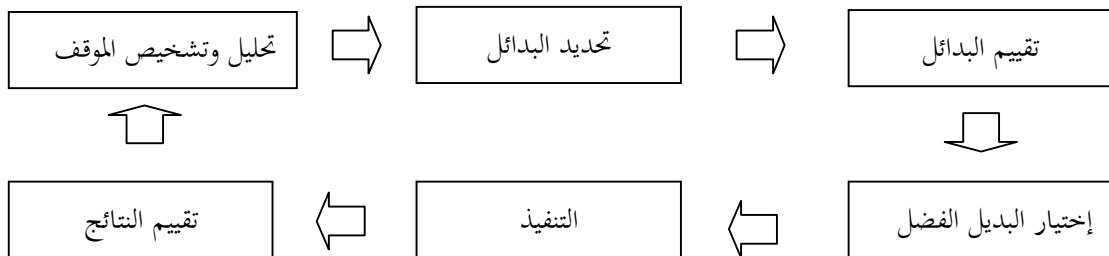 تحليل وتشخيص الموقف
تحديد البدائل
تقييم البدائل
إختيار البديل الفضل
التنفيذ
تقييم النتائج